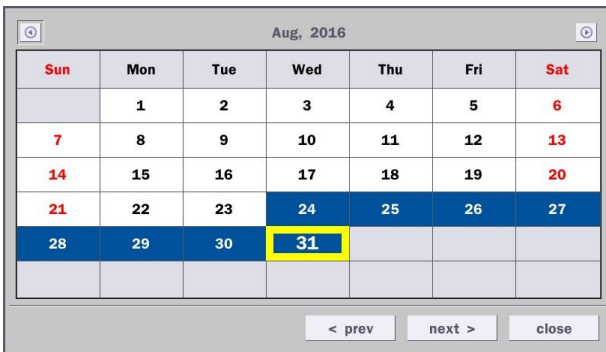 Aug, 2016
Sun Mon Tue Wed Thu Fri Sat
1 2 3 4 5 6
7 8 9 10 11 12 13
14 15 16 17 18 19 20
21 22 23 24 25 26 27
28 29 30 31
< prev next > close